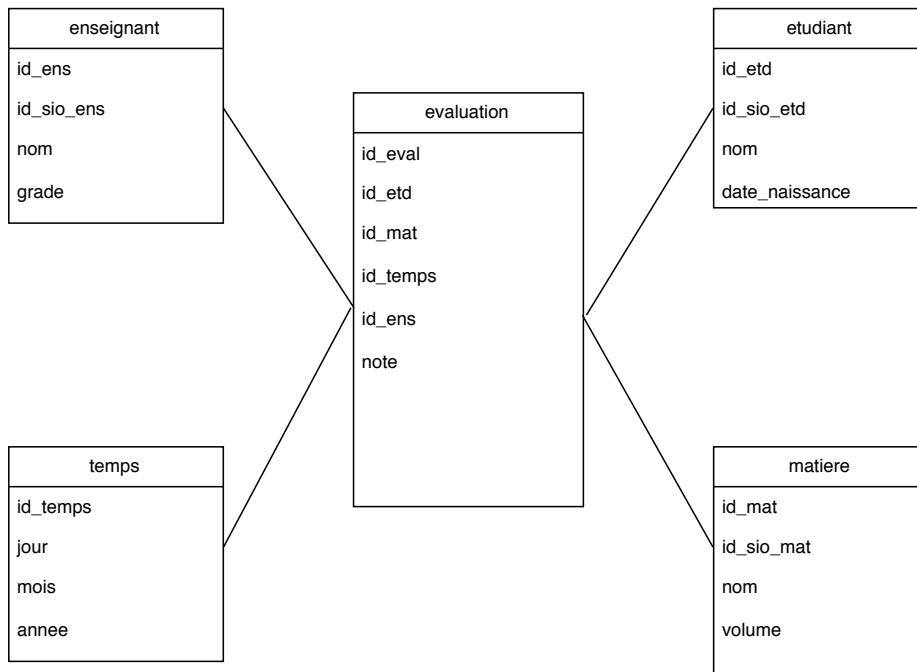 enseignant
id_ens
id_sio_ens
nom
grade
etudiant
id_etd
id_sio_etd
nom
date_naissance
evaluation
id_eval
id_etd
id_mat
id_temps
id_ens
note
temps
id_temps
jour
mois
annee
matiere
id_mat
id_sio_mat
nom
volume